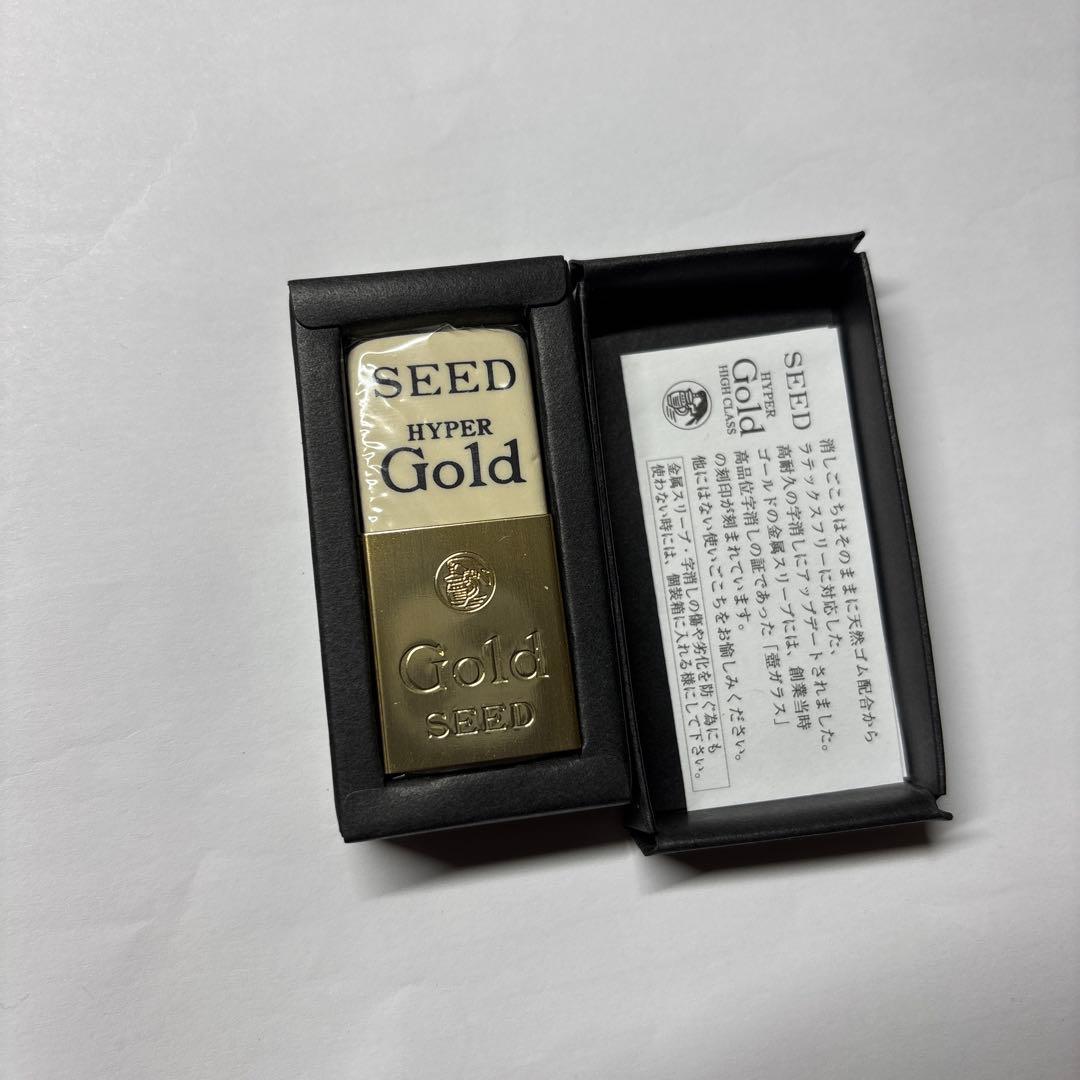 SEED
HYPER
Gold
Gold
SEED
SEED
HYPER
Gold
HIGH CLASS
消しごこちはそのままに天然ゴム配合から
ラテックスフリーに対応した、
高耐久の字消しにアップデートされました。
ゴールドの金属スリーブには、創業当時
高品位字消しの証であった「壺ガラス」
の刻印が刻まれています。
他にはない使いごこちをお愉しみください。
金属スリーブ・字消しの傷や劣化を防ぐ為にも
使わない時には、個装箱に入れる様にして下さい。